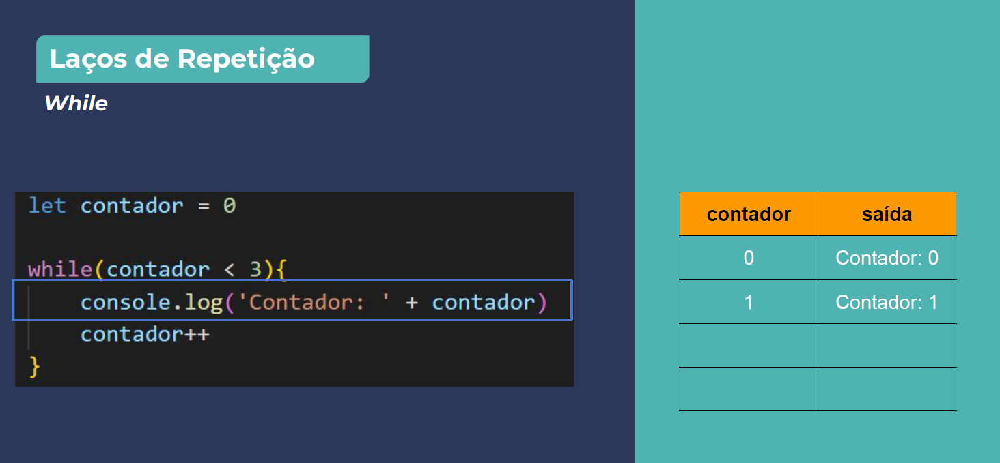 Laços de Repetição
While
let contador = 0
while(contador < 3){
console.log('Contador: ' + contador)
contador++
}
contador saída
0 Contador: 0
1 Contador: 1